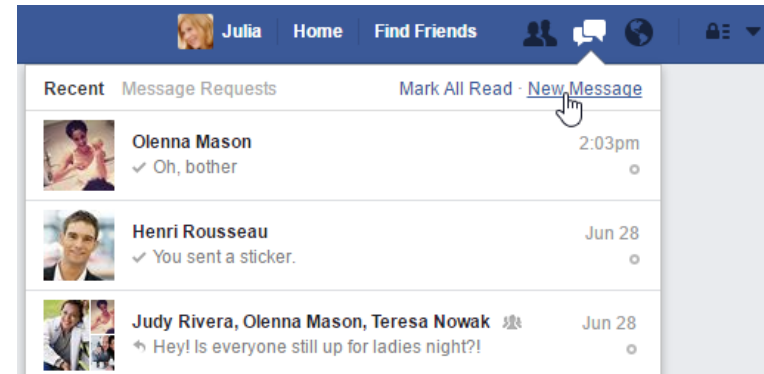 Julia Home Find Friends
Recent Message Requests Mark All Read · New Message
Olenna Mason 2:03pm
Oh, bother
Henri Rousseau Jun 28
You sent a sticker.
Judy Rivera, Olenna Mason, Teresa Nowak Jun 28
Hey! Is everyone still up for ladies night?!